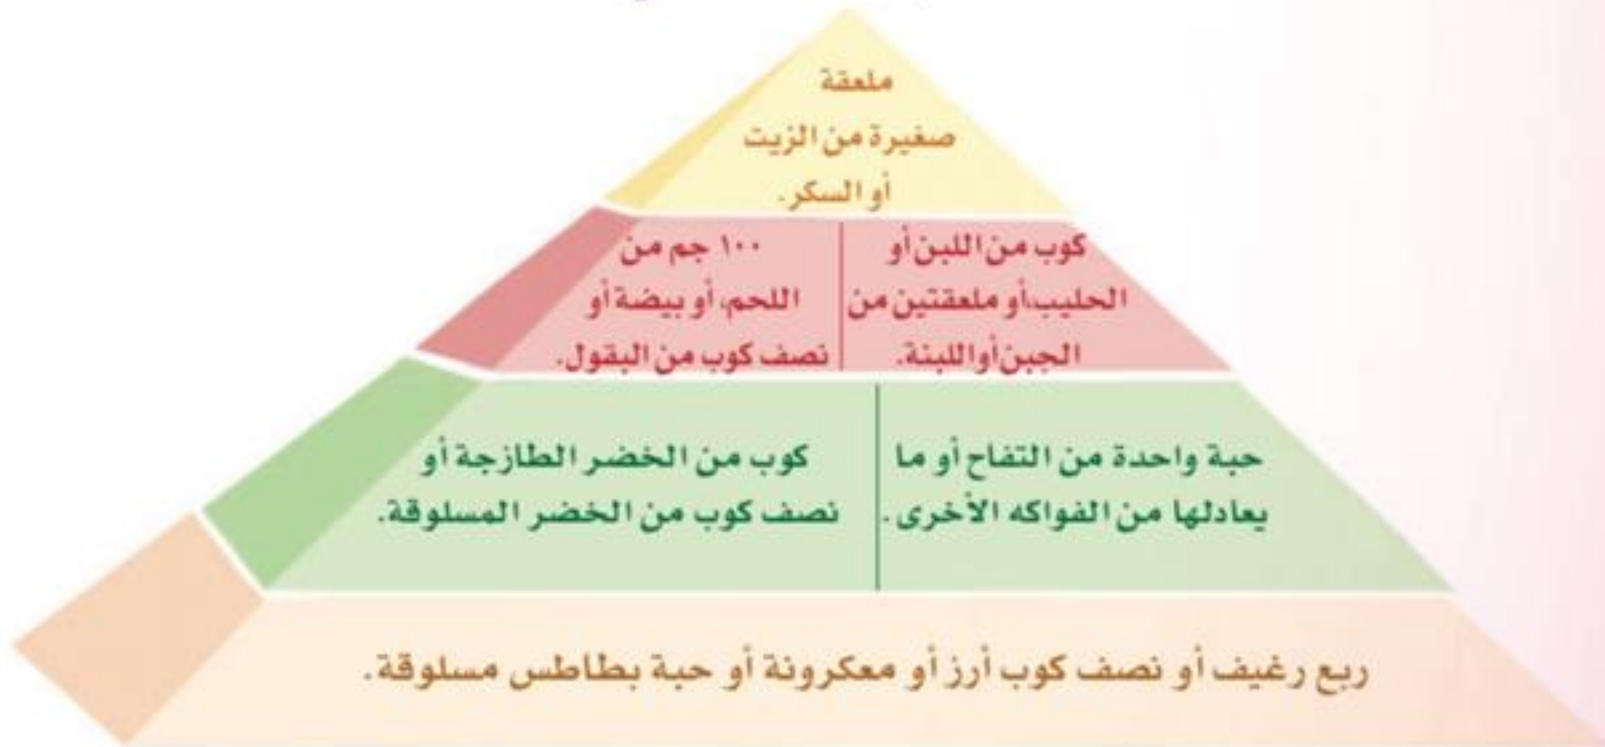 ملعقة
صغيرة من الزيت
أو السكر.
كوب من اللبن أو
الحليب،أو ملعقتين من
الجبن أو اللبنة.
١٠٠ جم من
اللحم، أو بيضة أو
نصف كوب من البقول.
حبة واحدة من التفاح أو ما
يعادلها من الفواكه الأخرى.
كوب من الخضر الطازجة أو
نصف كوب من الخضر المسلوقة.
ربع رغيف أو نصف كوب أرز أو معكرونة أو حبة بطاطس مسلوقة.